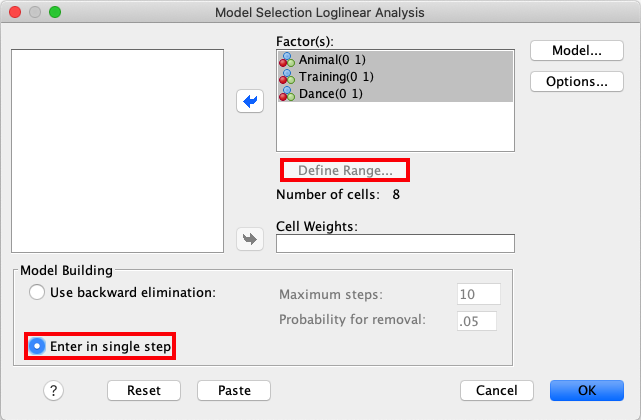 Model Selection Loglinear Analysis
Factor(s):
Animal(0 1)
Training(0 1)
Dance(0 1)
Model...
Options...
Define Range...
Number of cells: 8
Cell Weights:
Model Building
Use backward elimination:
Maximum steps: 10
Probability for removal: .05
Enter in single step
? Reset Paste Cancel OK